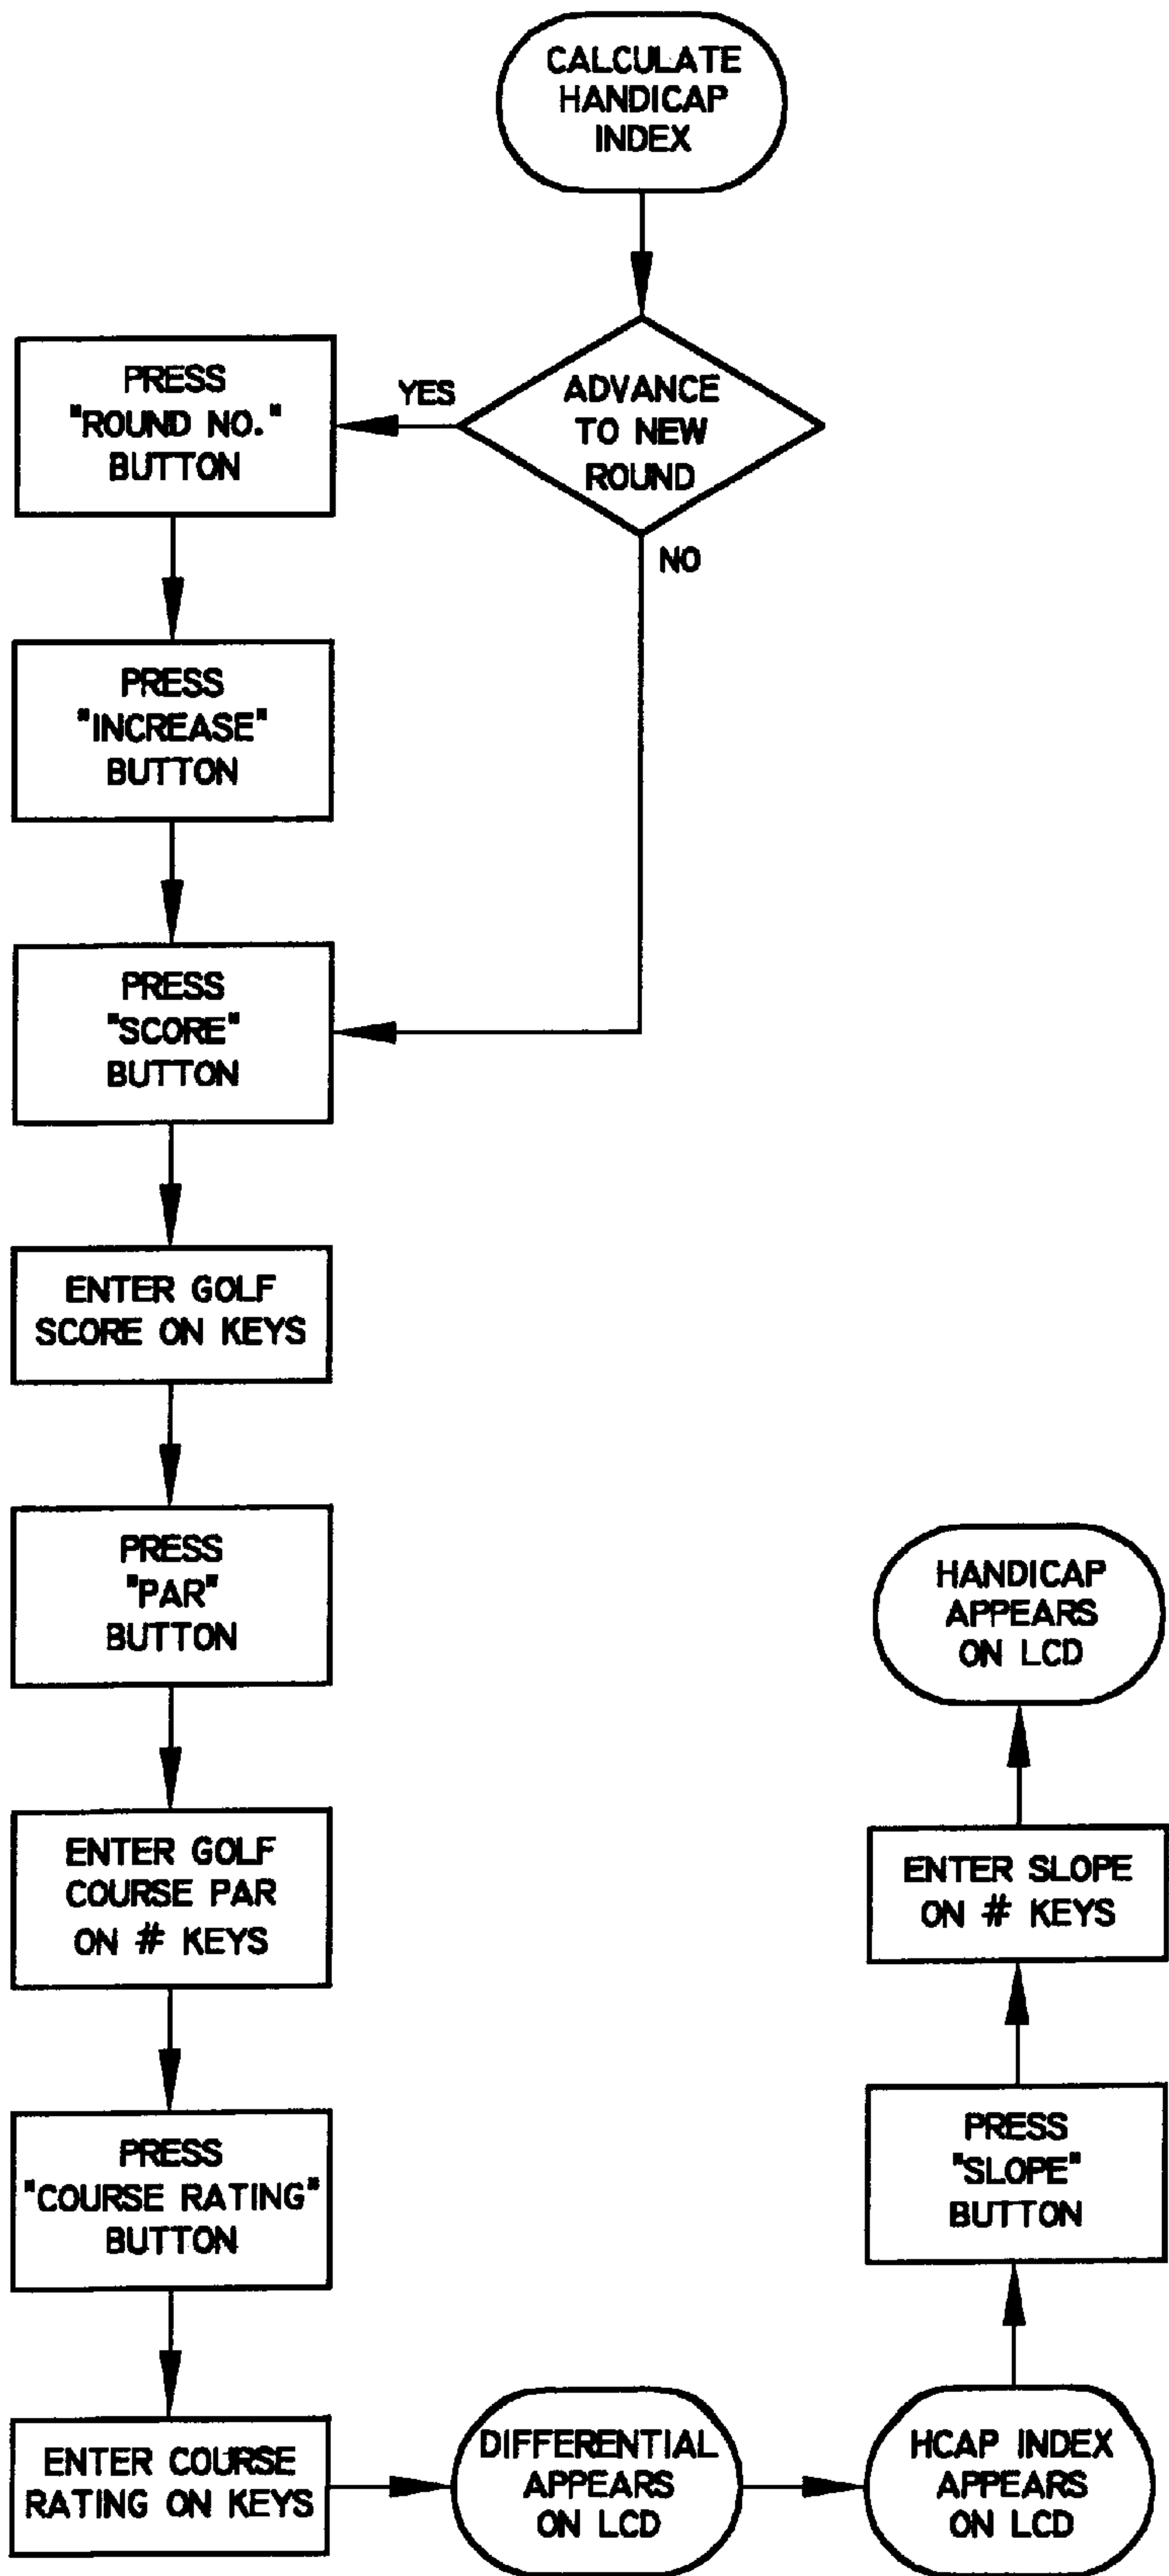 CALCULATE
HANDICAP
INDEX
ADVANCE
TO NEW
ROUND
YES
NO
PRESS
"ROUND NO."
BUTTON
PRESS
"INCREASE"
BUTTON
PRESS
"SCORE"
BUTTON
ENTER GOLF
SCORE ON KEYS
PRESS
"PAR"
BUTTON
ENTER GOLF
COURSE PAR
ON # KEYS
PRESS
"COURSE RATING"
BUTTON
ENTER COURSE
RATING ON KEYS
DIFFERENTIAL
APPEARS
ON LCD
HCAP INDEX
APPEARS
ON LCD
PRESS
"SLOPE"
BUTTON
ENTER SLOPE
ON # KEYS
HANDICAP
APPEARS
ON LCD